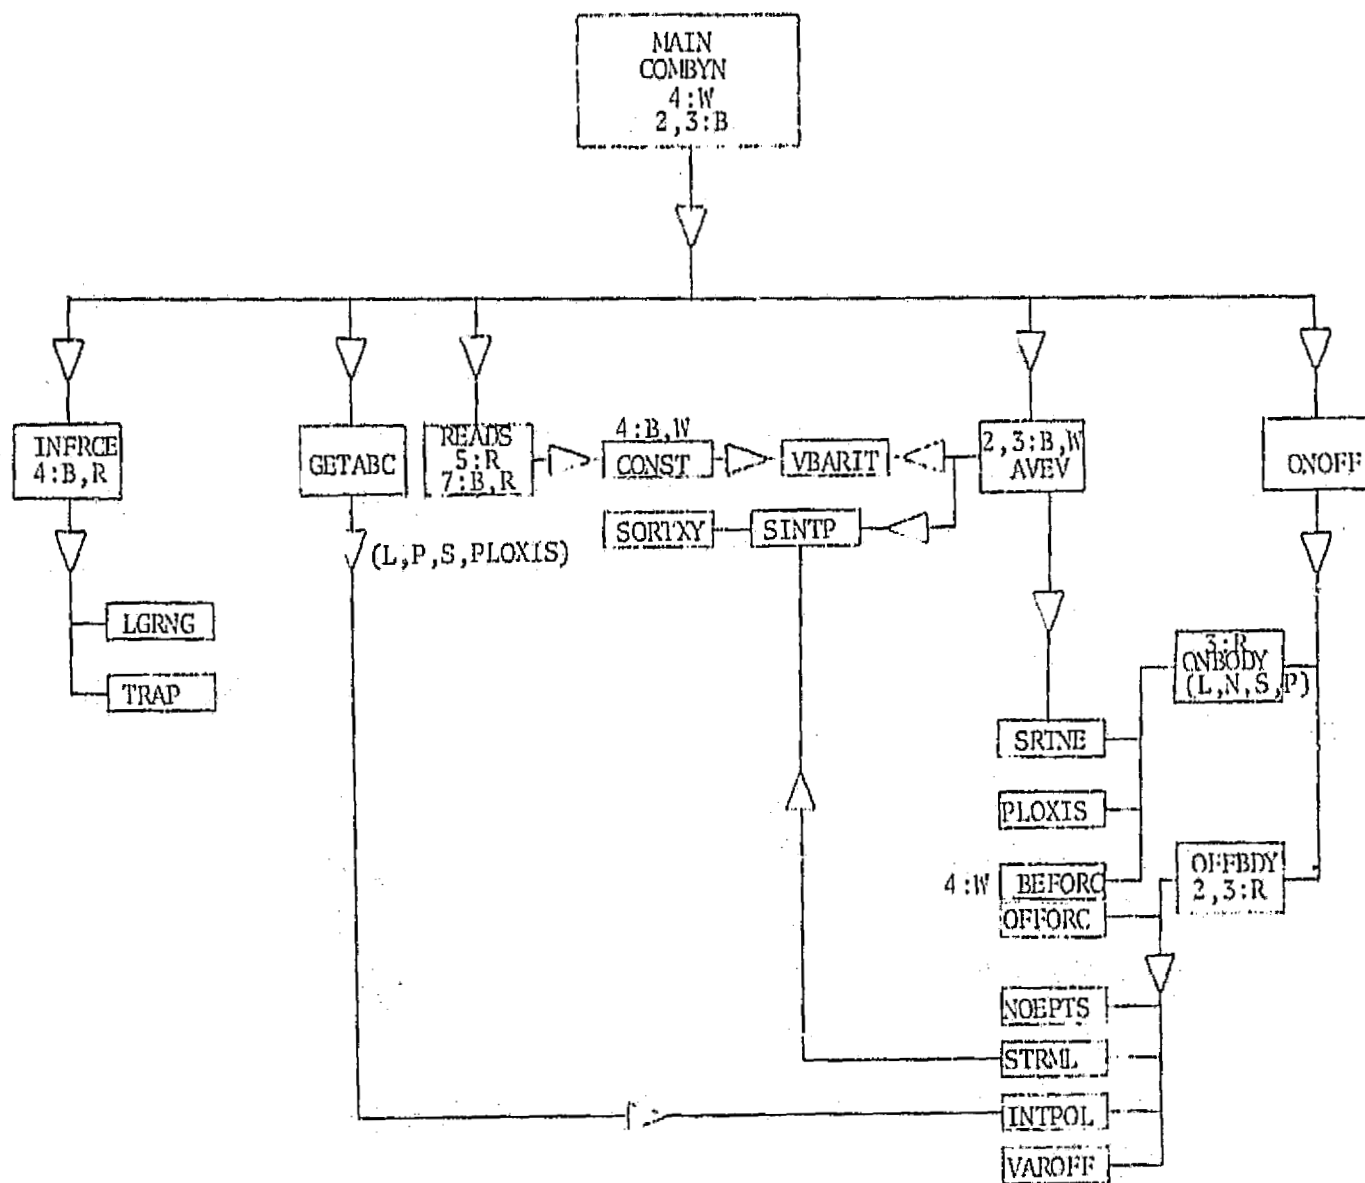 MAIN
COMBYN
4:W
2,3:B
INFRCE
4:B,R
GETABC
READS
5:R
7:B,R
4:B,W
CONST
VBARIT
2,3:B,W
AVEV
ONOFF
SORTXY
SINTP
(L,P,S,PLOXIS)
LGRNG
TRAP
3:R
ONBODY
(L,N,S,P)
SRTNE
PLOXIS
4:W BEFORC
OFFBDY
2,3:R
OFFORC
NOEPTS
STRML
INTPOL
VAROFF